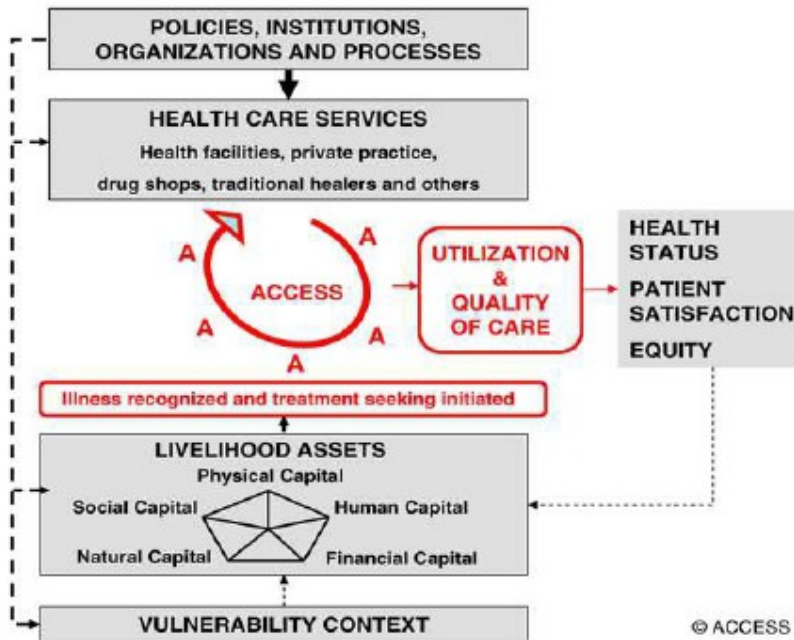 POLICIES, INSTITUTIONS,
ORGANIZATIONS AND PROCESSES
HEALTH CARE SERVICES
Health facilities, private practice,
drug shops, traditional healers and others
A
A
ACCESS
A
A
A
UTILIZATION
&
QUALITY
OF CARE
HEALTH
STATUS
PATIENT
SATISFACTION
EQUITY
Illness recognized and treatment seeking initiated
LIVELIHOOD ASSETS
Physical Capital
Social Capital
Human Capital
Natural Capital
Financial Capital
VULNERABILITY CONTEXT
© ACCESS